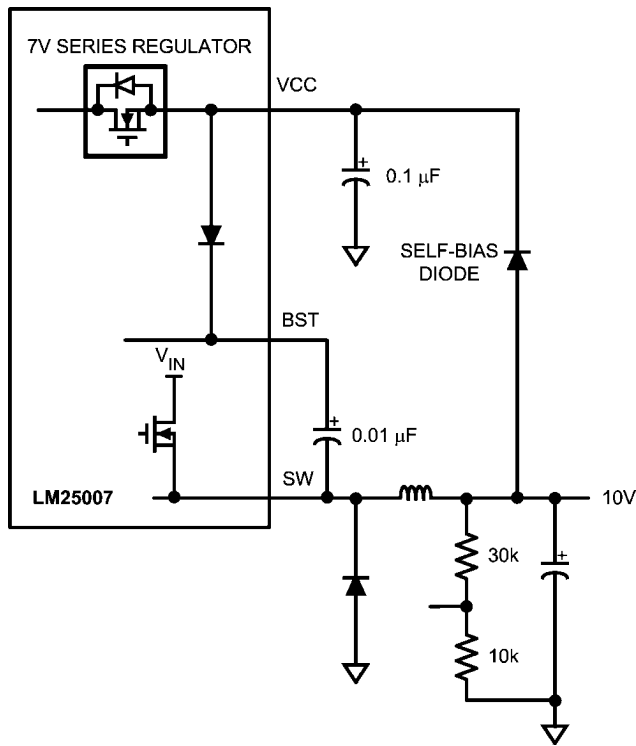 7V SERIES REGULATOR
VCC
0.1 μF
SELF-BIAS
DIODE
BST
VIN
0.01 μF
SW
LM25007
10V
30k
10k